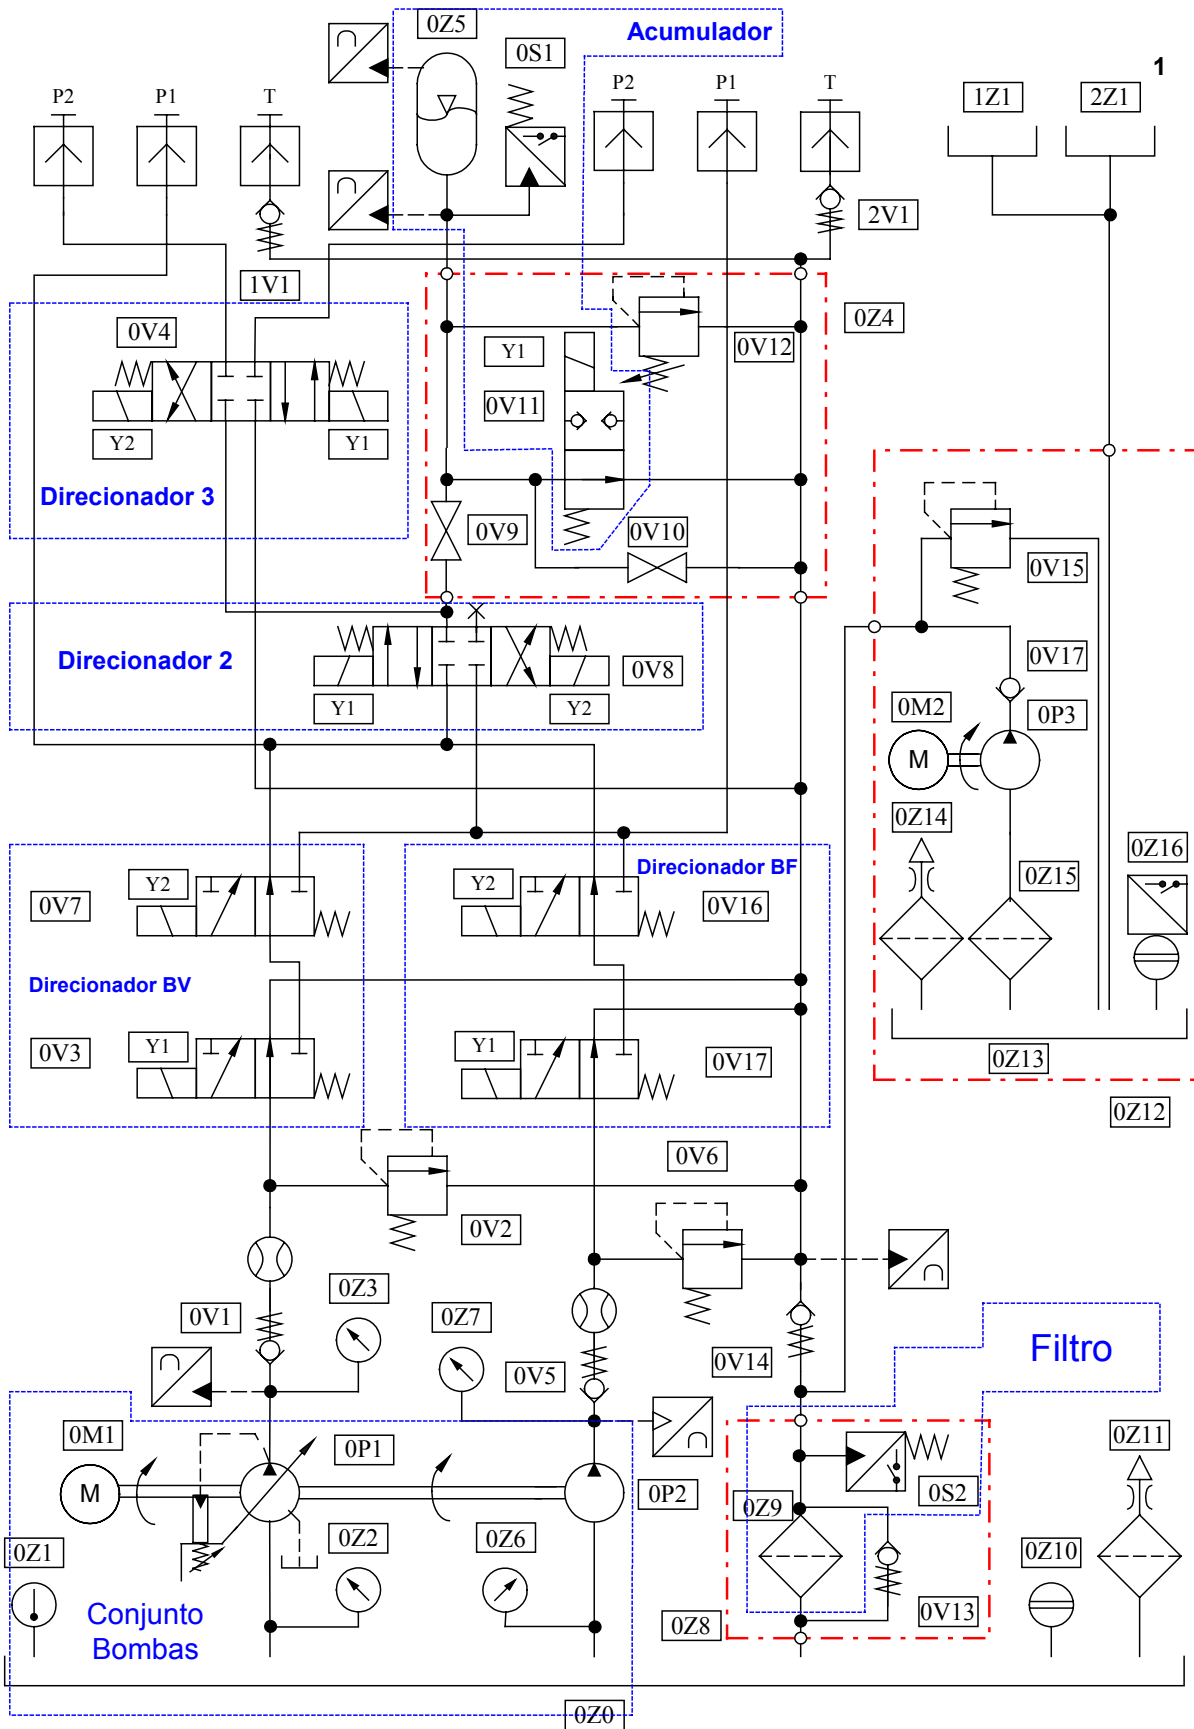 0Z5
Acumulador
0S1
1
P2
P1
T
P2
P1
T
1Z1
2Z1
2V1
1V1
0Z4
0V4
0V12
Y1
0V11
Y2
Y1
Direcionador 3
0V9
0V10
0V15
Direcionador 2
0V8
Y1
Y2
0V17
0M2
0P3
M
0Z14
0Z16
Direcionador BF
0Z15
Y2
Y2
0V7
0V16
Direcionador BV
0V3
Y1
Y1
0V17
0Z13
0Z12
0V6
0V2
0Z3
0Z7
0V1
0V14
0V5
Filtro
0M1
0P1
0Z11
M
0P2
0S2
0Z9
0Z1
0Z2
0Z6
0Z10
Conjunto
Bombas
0Z8
0V13
0Z0